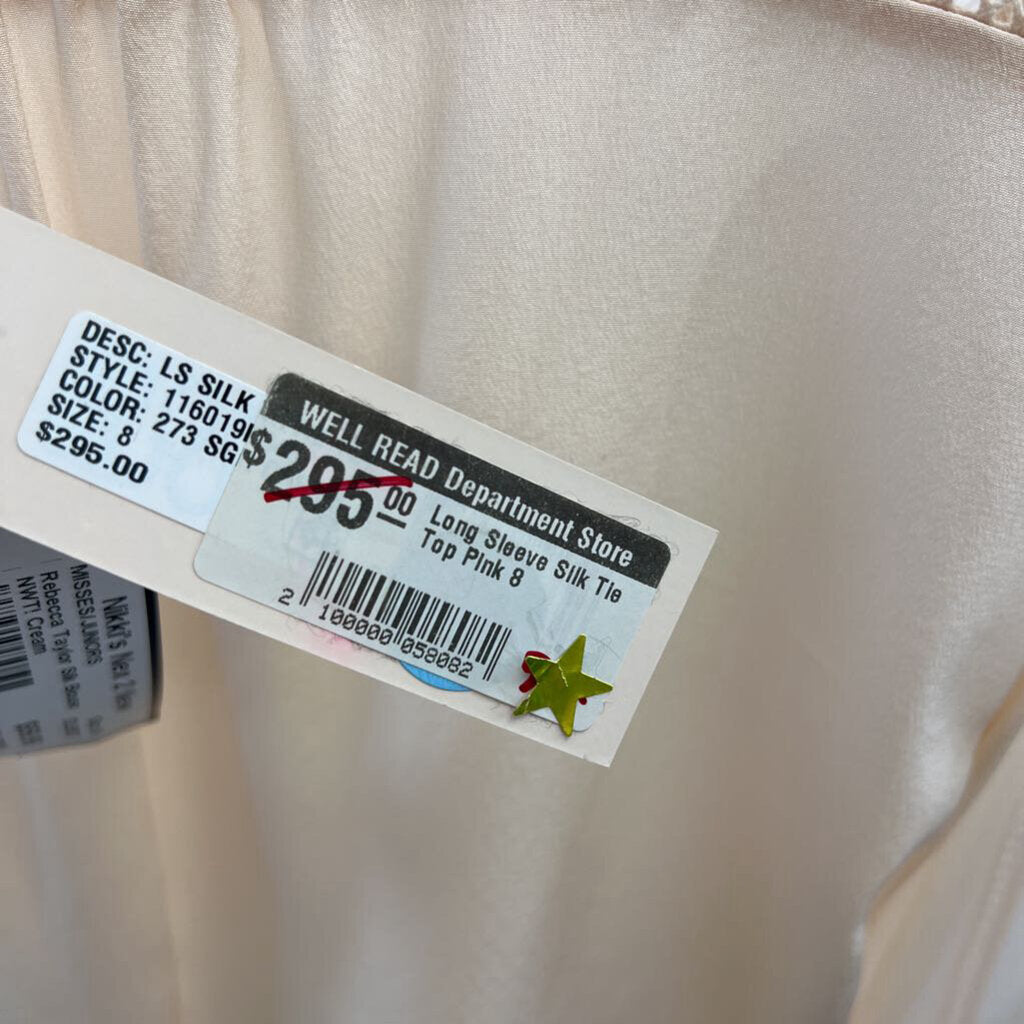 DESC: LS SILK
STYLE: 116019
COLOR: 273 SG
SIZE: 8
$295.00
WELL READ Department Store
$295.00
Long Sleeve Silk Tie
Top Pink 8
2 100000 058082
Nikki's Nex 2 New
MISSES/JUNIORS
Rebecca Taylor Silk Blouse
NWT! Cream